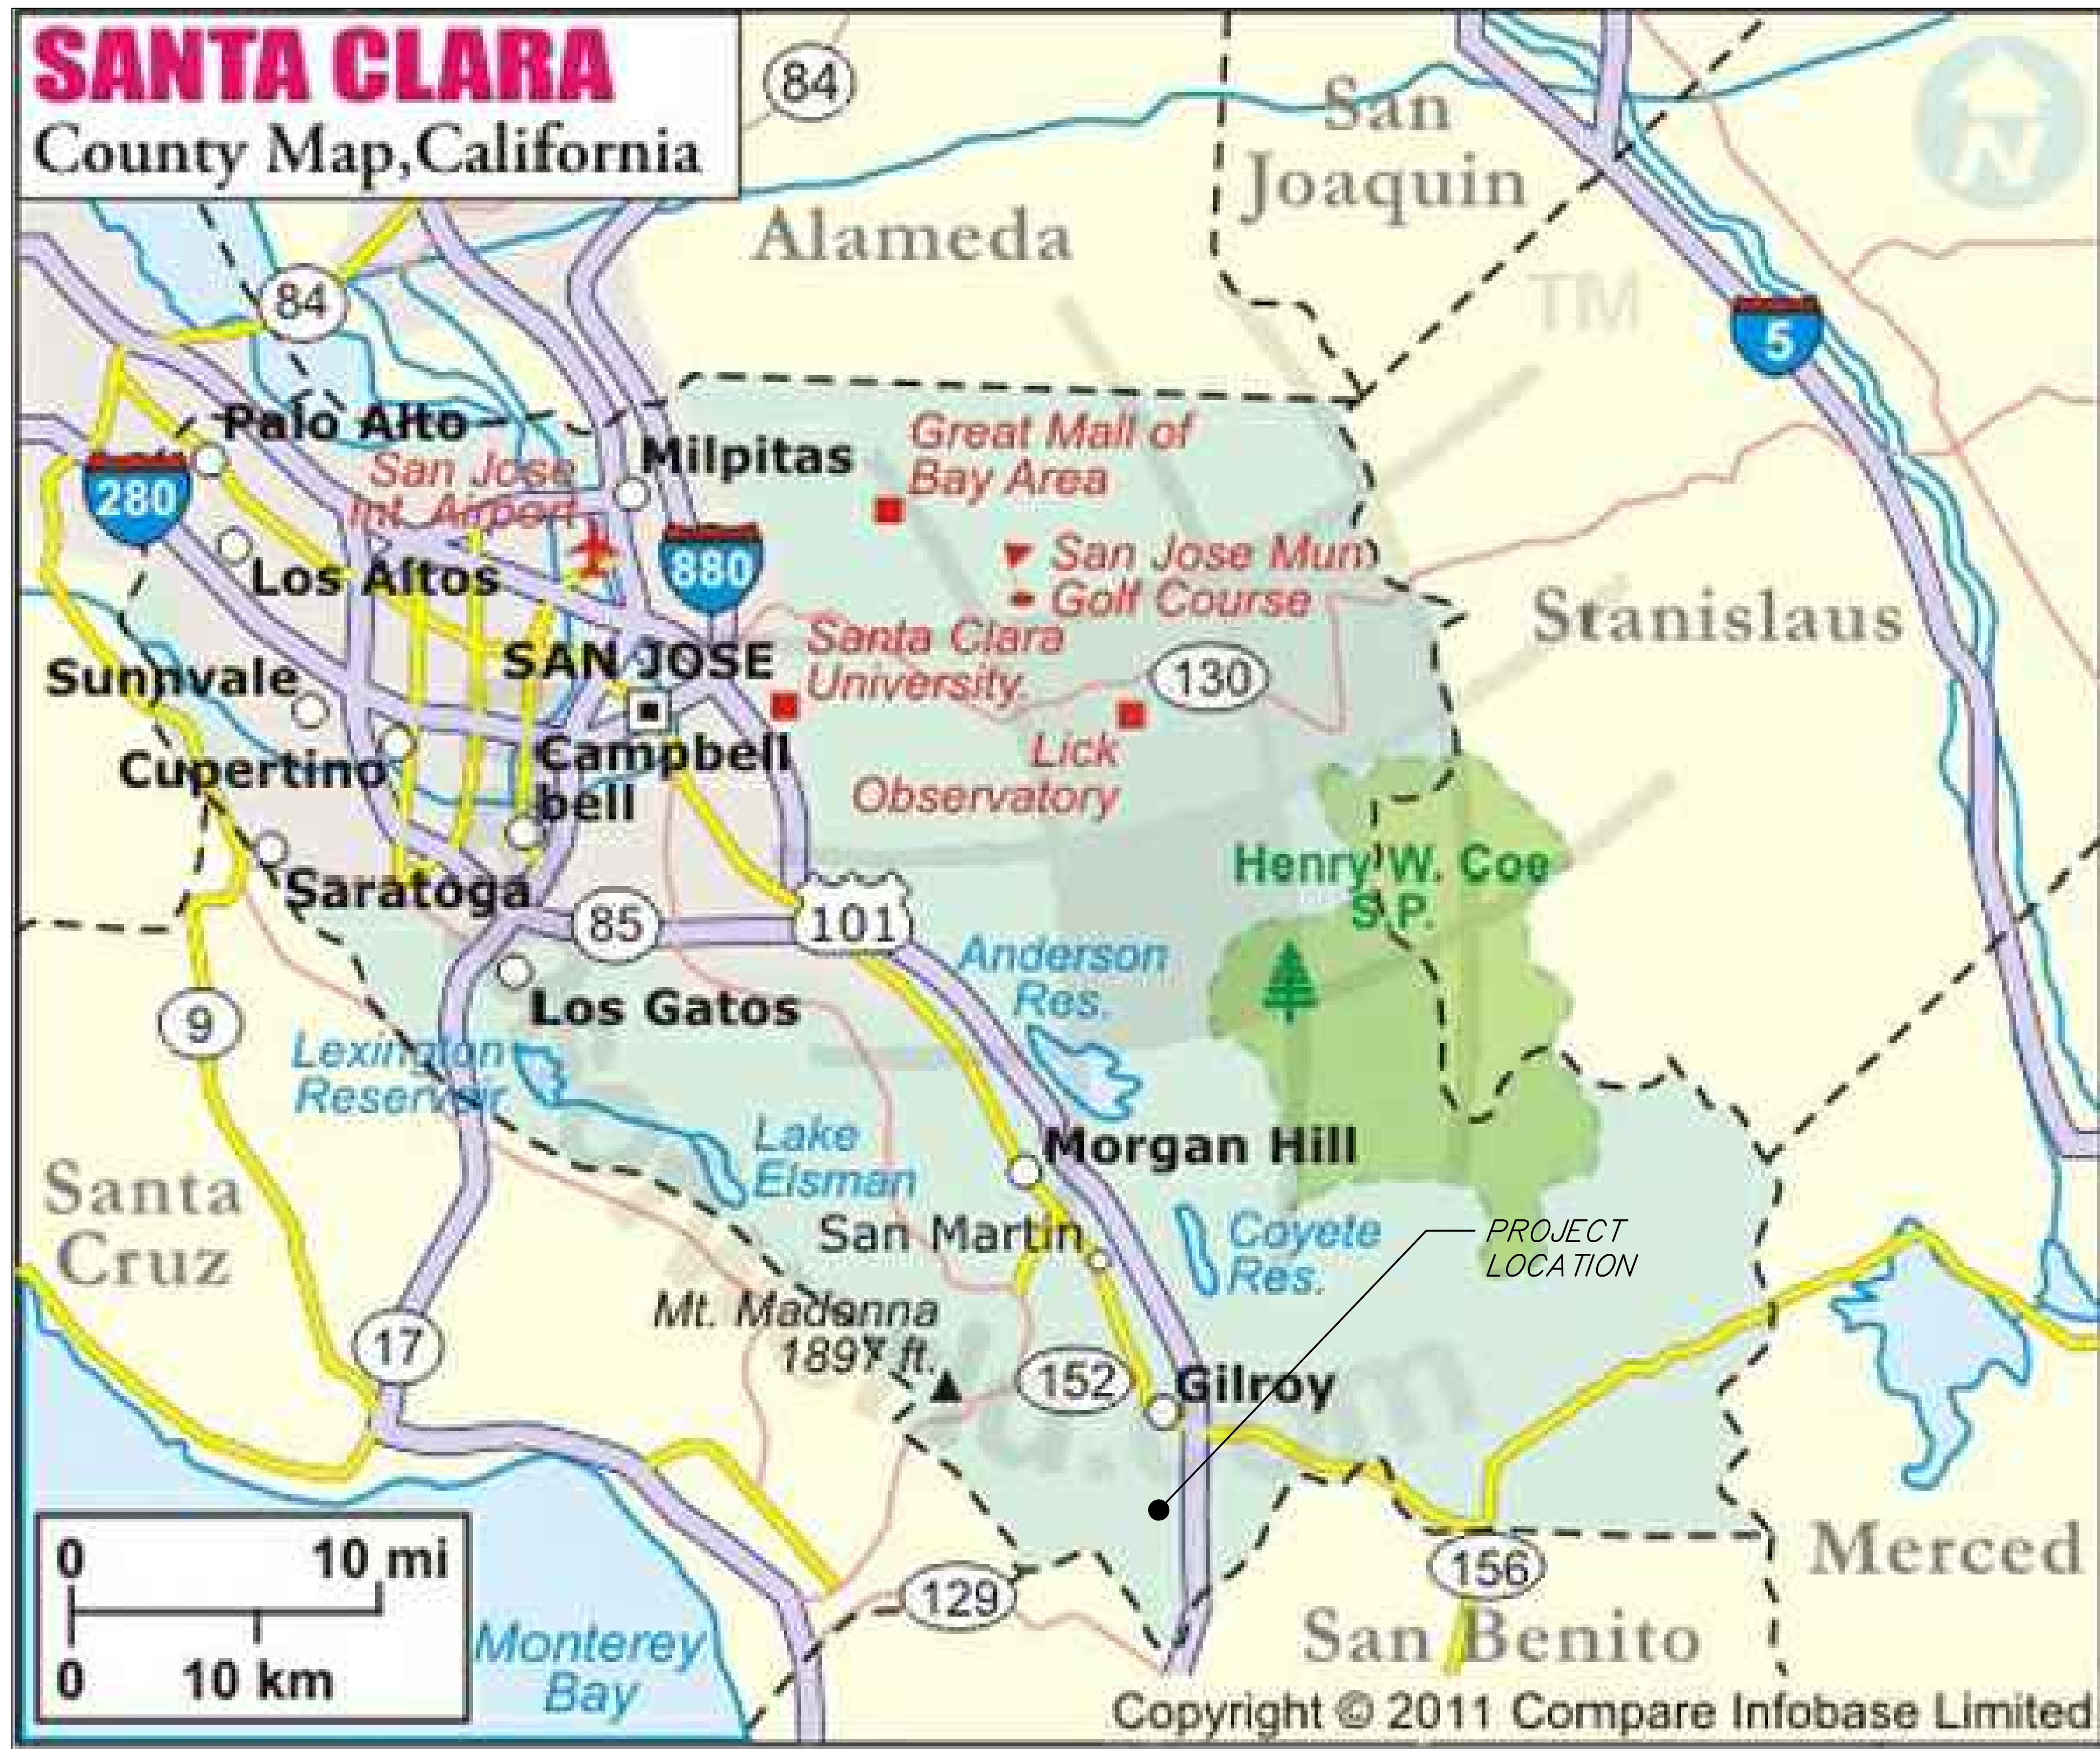 SANTA CLARA
County Map,California
84
San
Joaquin
Alameda
TM
84
5
Palo Alto
Milpitas
Great Mall of
Bay Area
San Jose
Int. Airport
280
880
San Jose Mun
Golf Course
Los Altos
Stanislaus
Santa Clara
University
SAN JOSE
130
Sunnvale
Lick
Observatory
Campbell
bell
Cupertino
Henry W. Coe
S.P.
Saratoga
85
101
Anderson
Res.
Los Gatos
9
Lexington
Reservoir
Lake
Elsman
Morgan Hill
Santa
Cruz
San Martin
Coyete
Res.
PROJECT
LOCATION
Mt. Madonna
1897 ft.
17
152
Gilroy
0 10 mi
0 10 km
129
156
Merced
San Benito
Monterey
Bay
Copyright © 2011 Compare Infobase Limited